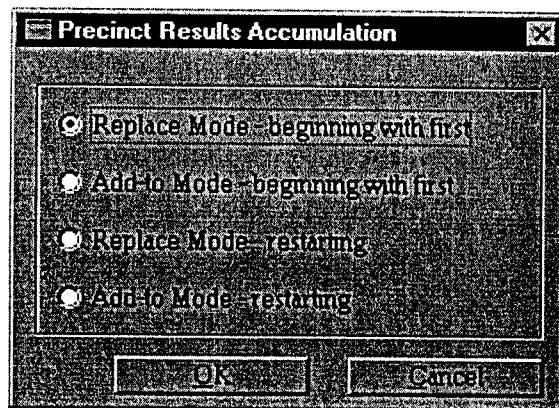 Precinct Results Accumulation
Replace Mode - beginning with first
Add-to Mode - beginning with first
Replace Mode - restarting
Add-to Mode - restarting
OK
Cancel